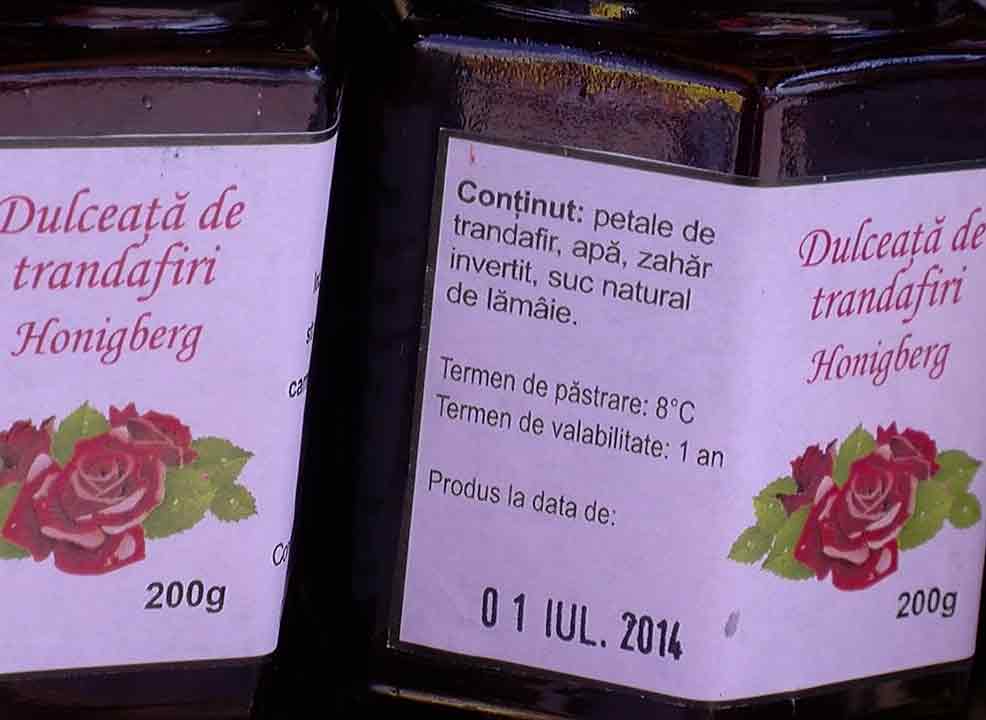 Dulceață de
trandafiri
Honigberg
200g
Conținut: petale de
trandafir, apă, zahăr
invertit, suc natural
de lămâie.
Termen de păstrare: 8°C
Termen de valabilitate: 1 an
Produs la data de:
01 IUL. 2014
Dulceață de
trandafiri
Honigberg
200g